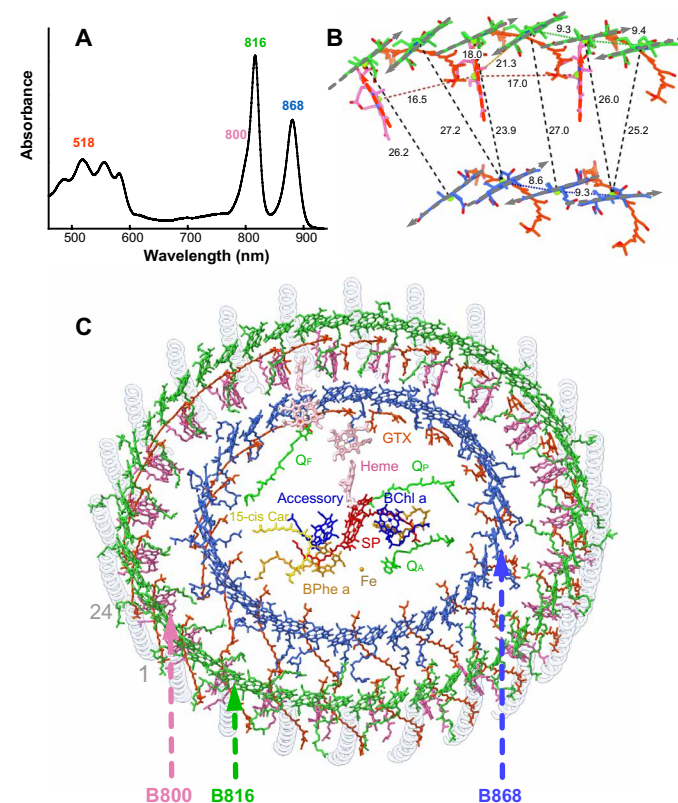 A
816
868
800
518
Absorbance
500 600 700 800 900
Wavelength (nm)
B
9.3
9.4
18.0
21.3
17.0
16.5
26.0
27.2
23.9
27.0
25.2
26.2
8.6
9.3
C
GTX
QF
Heme
QP
Accessory
BChl a
15-cis Car
SP
QA
BPhe a
Fe
24
1
B800
B816
B868